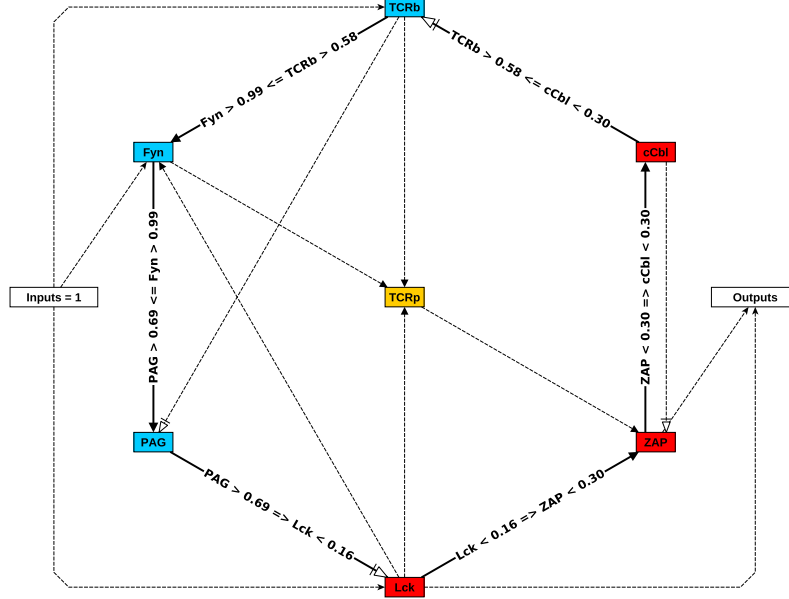 TCRb
Fyn > 0.99 <= TCRb > 0.58
TCRb > 0.58 <= cCbl < 0.30
Fyn
cCbl
PAG > 0.69 <= Fyn > 0.99
ZAP < 0.30 => cCbl < 0.30
Inputs = 1
TCRp
Outputs
PAG
ZAP
PAG > 0.69 => Lck < 0.16
Lck < 0.16 => ZAP < 0.30
Lck